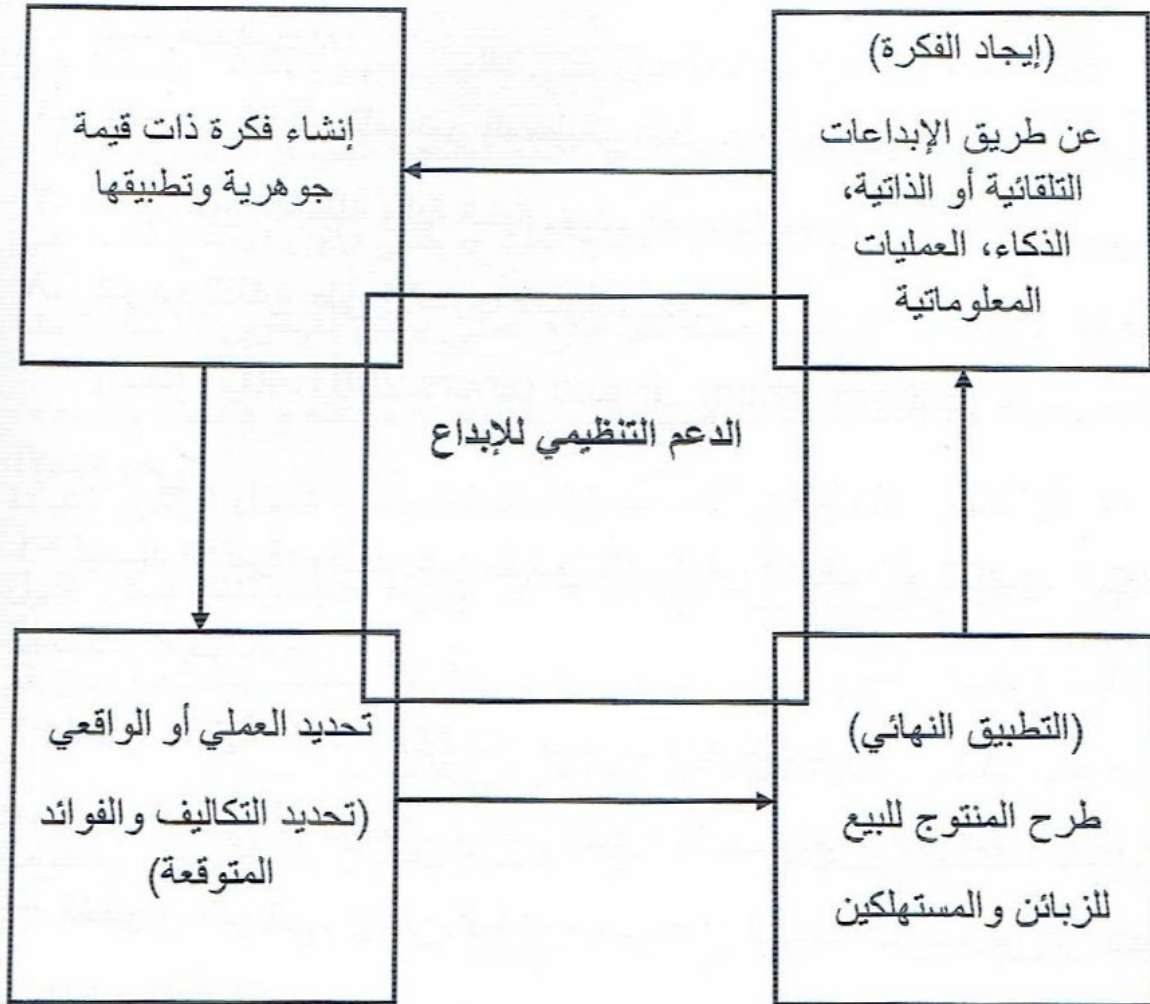 (إيجاد الفكرة)
عن طريق الإبداعات
التلقائية أو الذاتية،
الذكاء، العمليات
المعلوماتية
إنشاء فكرة ذات قيمة
جوهرية وتطبيقها
الدعم التنظيمي للإبداع
تحديد العملي أو الواقعي
(تحديد التكاليف والفوائد
المتوقعة)
(التطبيق النهائي)
طرح المنتوج للبيع
للزبائن والمستهلكين